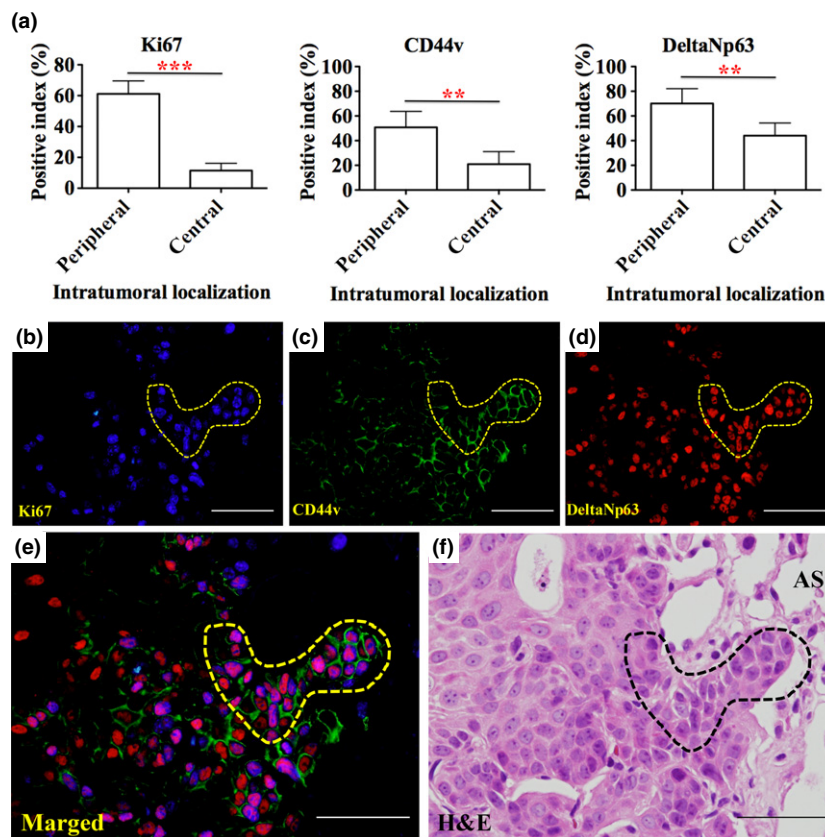 (a)
Ki67
***
Positive index (%)
80
60
40
20
0
Peripheral
Central
Intratumoral localization
CD44v
**
Positive index (%)
100
80
60
40
20
0
Peripheral
Central
Intratumoral localization
DeltaNp63
**
Positive index (%)
100
80
60
40
20
0
Peripheral
Central
Intratumoral localization
(b)
Ki67
(c)
CD44v
(d)
DeltaNp63
(e)
Marged
(f)
AS
H&E